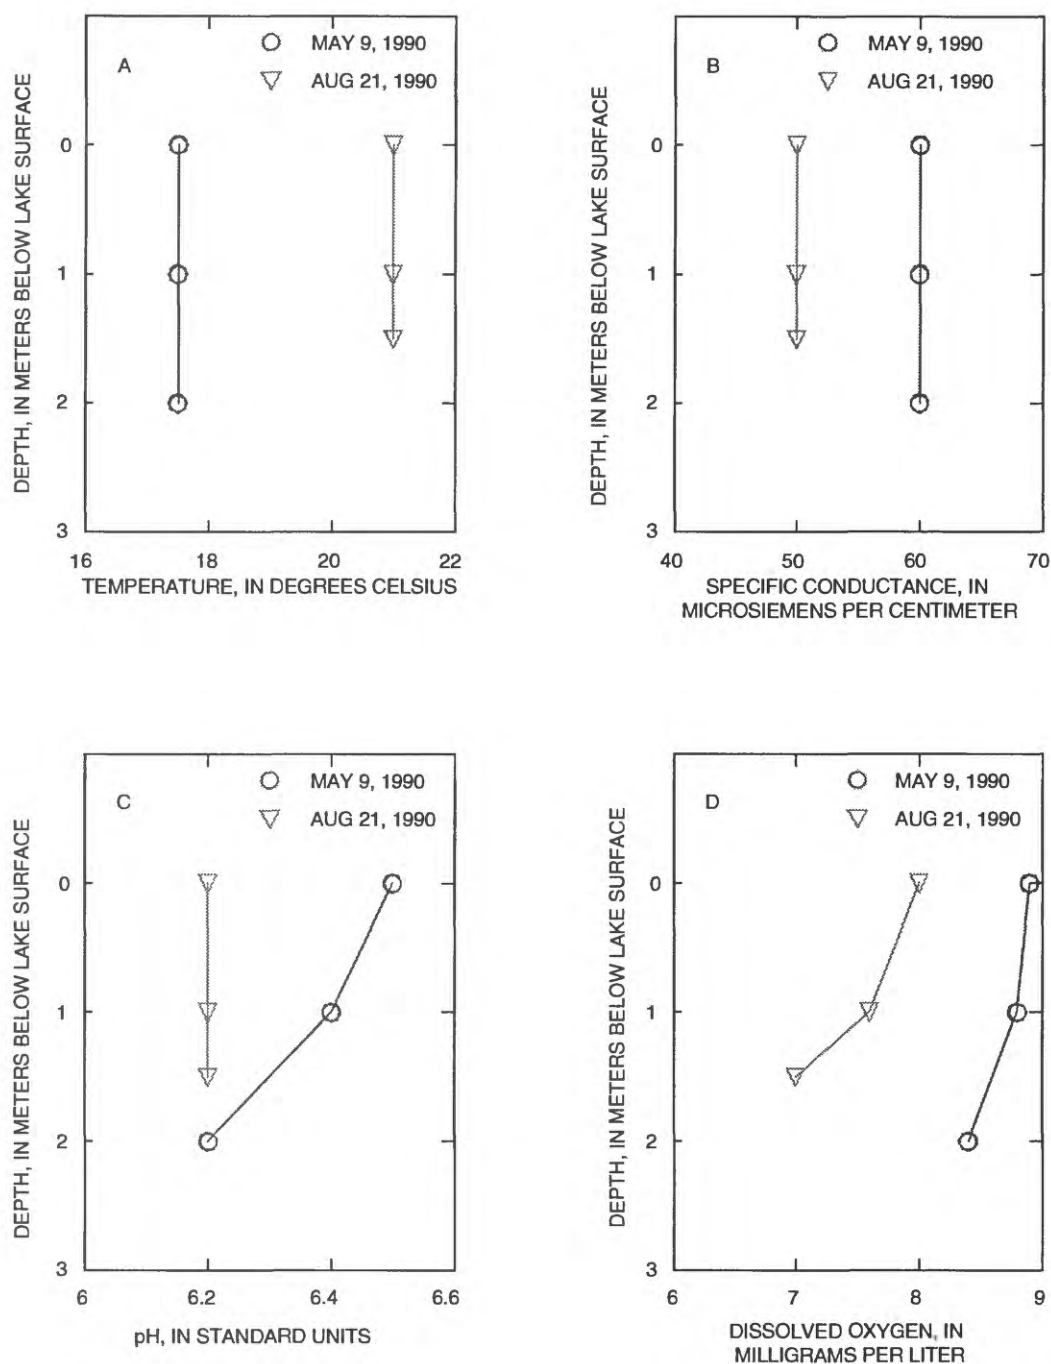 A
MAY 9, 1990
AUG 21, 1990
DEPTH, IN METERS BELOW LAKE SURFACE
0
1
2
3
16
18
20
22
TEMPERATURE, IN DEGREES CELSIUS
B
MAY 9, 1990
AUG 21, 1990
DEPTH, IN METERS BELOW LAKE SURFACE
0
1
2
3
40
50
60
70
SPECIFIC CONDUCTANCE, IN
MICROSIEMENS PER CENTIMETER
C
MAY 9, 1990
AUG 21, 1990
DEPTH, IN METERS BELOW LAKE SURFACE
0
1
2
3
6
6.2
6.4
6.6
pH, IN STANDARD UNITS
D
MAY 9, 1990
AUG 21, 1990
DEPTH, IN METERS BELOW LAKE SURFACE
0
1
2
3
6
7
8
9
DISSOLVED OXYGEN, IN
MILLIGRAMS PER LITER